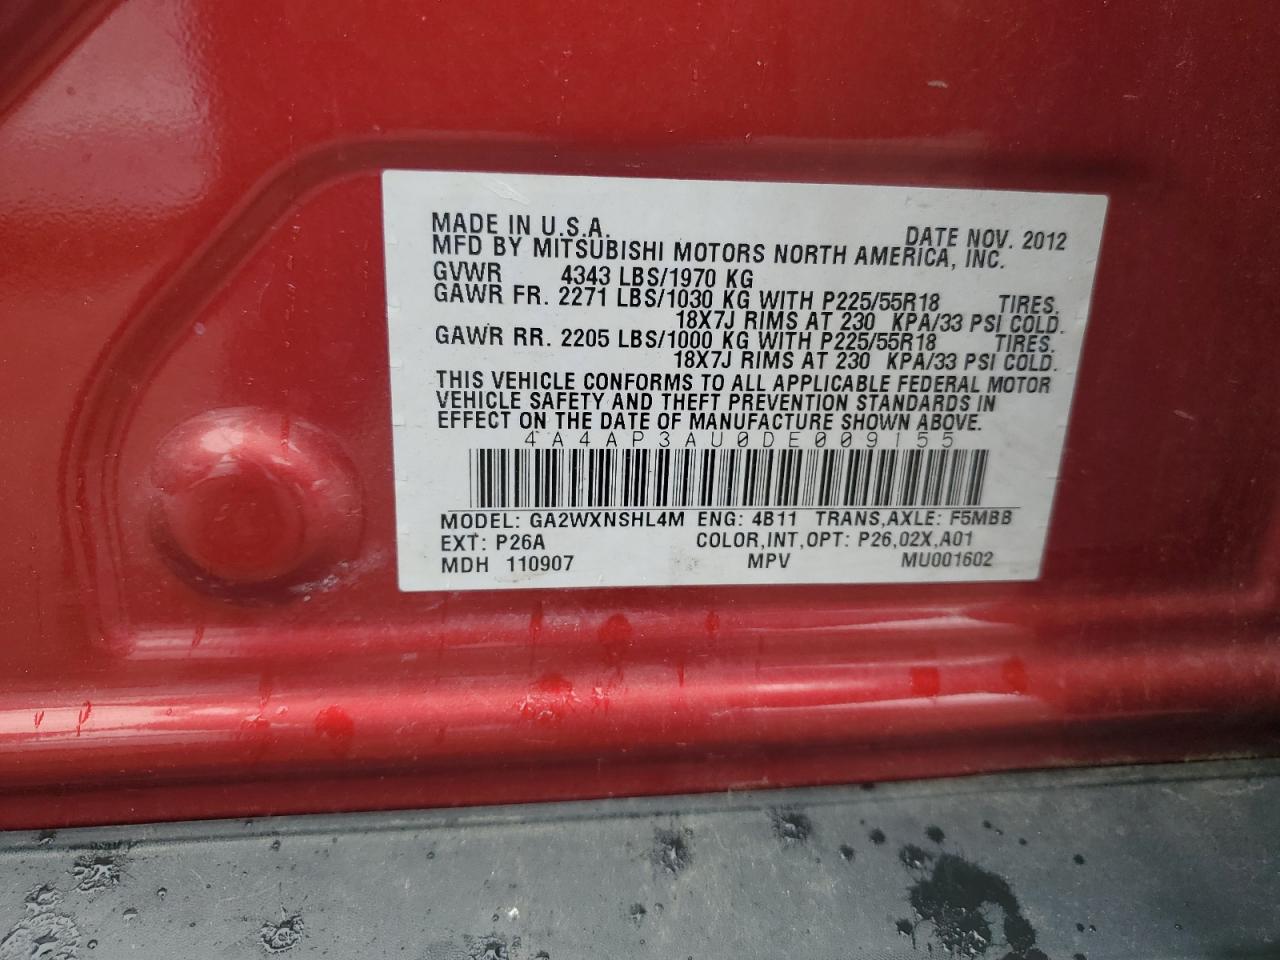 MADE IN U.S.A. DATE NOV. 2012
MFD BY MITSUBISHI MOTORS NORTH AMERICA, INC.
GVWR 4343 LBS/1970 KG
GAWR FR. 2271 LBS/1030 KG WITH P225/55R18 TIRES.
18X7J RIMS AT 230 KPA/33 PSI COLD.
GAWR RR. 2205 LBS/1000 KG WITH P225/55R18 TIRES.
18X7J RIMS AT 230 KPA/33 PSI COLD.
THIS VEHICLE CONFORMS TO ALL APPLICABLE FEDERAL MOTOR
VEHICLE SAFETY AND THEFT PREVENTION STANDARDS IN
EFFECT ON THE DATE OF MANUFACTURE SHOWN ABOVE.
4A4AP3AU0DE009155
MODEL: GA2WXNSHL4M ENG: 4B11 TRANS,AXLE: F5MBB
EXT: P26A COLOR,INT,OPT: P26,02X,A01
MDH 110907 MPV MU001602